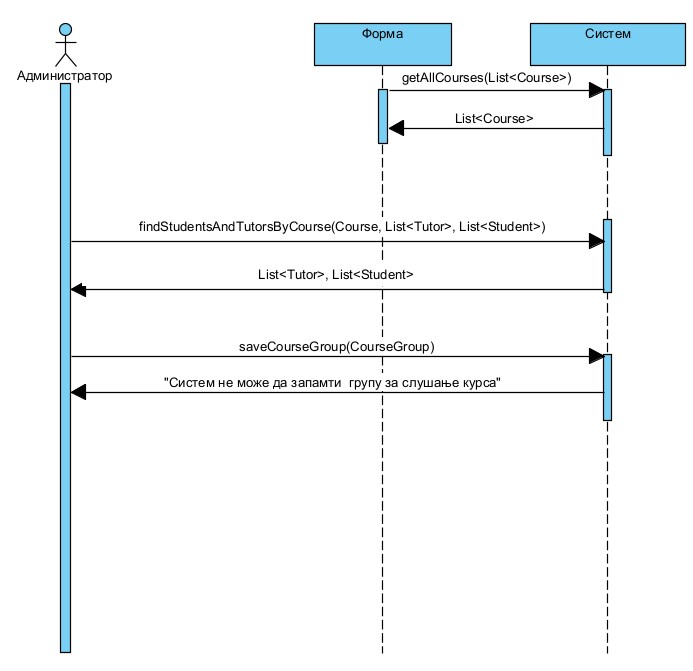 Форма
Систем
Администратор
getAllCourses(List<Course>)
List<Course>
findStudentsAndTutorsByCourse(Course, List<Tutor>, List<Student>)
List<Tutor>, List<Student>
saveCourseGroup(CourseGroup)
"Систем не може да запамти  групу за слушање курса"